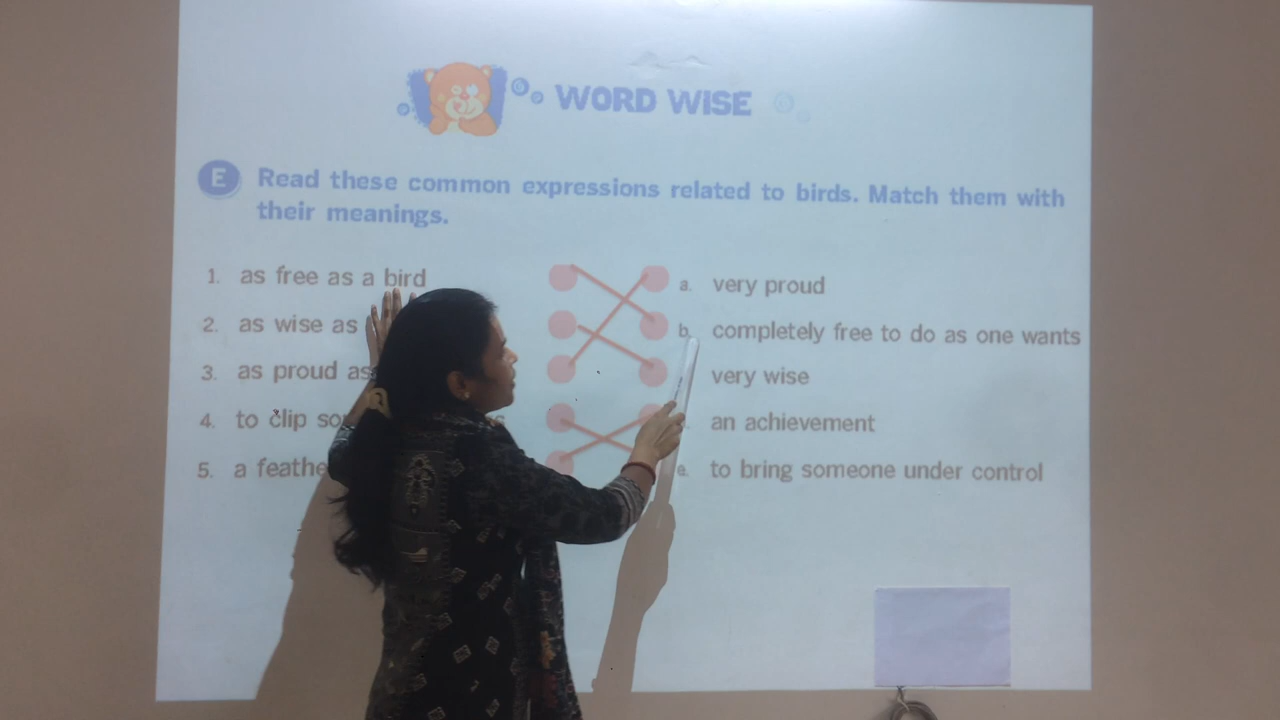 WORD WISE
E Read these common expressions related to birds. Match them with
their meanings.
1. as free as a bird
a. very proud
2. as wise as
b. completely free to do as one wants
3. as proud as
very wise
4. to clip
an achievement
5. a
e. to bring someone under control